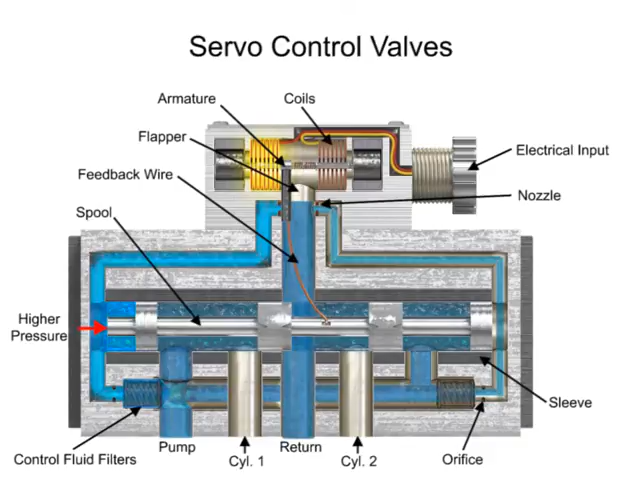 Servo Control Valves
Armature
Coils
Flapper
Electrical Input
Feedback Wire
Nozzle
Spool
Higher
Pressure
Sleeve
Control Fluid Filters
Pump
Cyl. 1
Return
Cyl. 2
Orifice